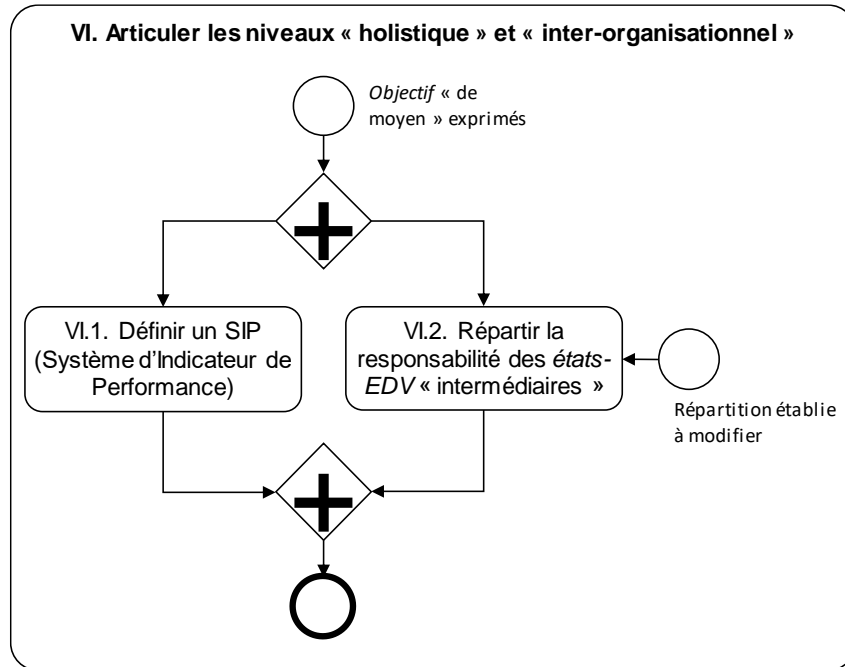 VI. Articuler les niveaux « holistique » et « inter-organisationnel »
Objectif « de
moyen » exprimés
VI.1. Définir un SIP
(Système d'Indicateur de
Performance)
VI.2. Répartir la
responsabilité des états-
EDV « intermédiaires »
Répartition établie
à modifier